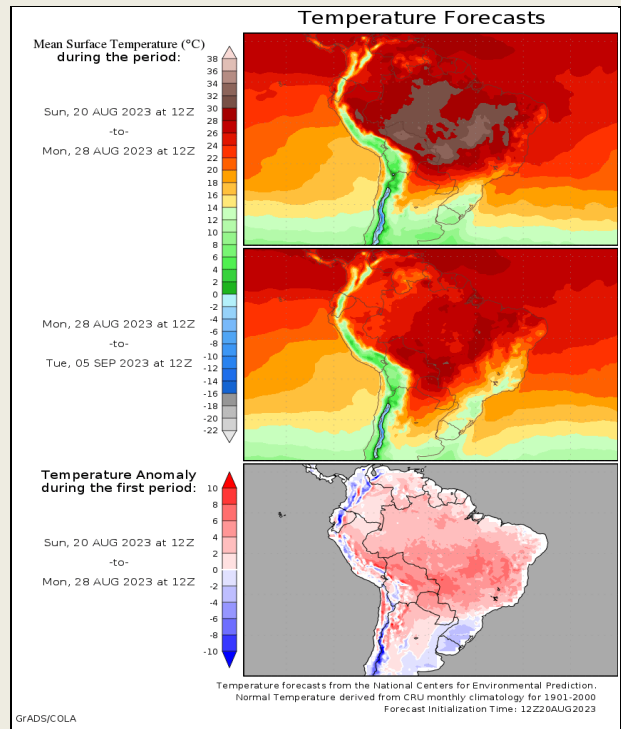 Temperature Forecasts
Mean Surface Temperature (°C)
during the period:
Sun, 20 AUG 2023 at 12Z
-to-
Mon, 28 AUG 2023 at 12Z
38
36
34
32
30
28
26
24
22
20
18
16
14
12
10
8
6
4
2
0
-2
-4
-6
-8
-10
-12
-14
-16
-18
-20
-22
Mon, 28 AUG 2023 at 12Z
-to-
Tue, 05 SEP 2023 at 12Z
Temperature Anomaly
during the first period:
Sun, 20 AUG 2023 at 12Z
-to-
Mon, 28 AUG 2023 at 12Z
10
8
6
4
2
0
-2
-4
-6
-8
-10
Temperature forecasts from the National Centers for Environmental Prediction.
Normal Temperature derived from CRU monthly climatology for 1901-2000
Forecast Initialization Time: 12Z20AUG2023
GrADS/COLA